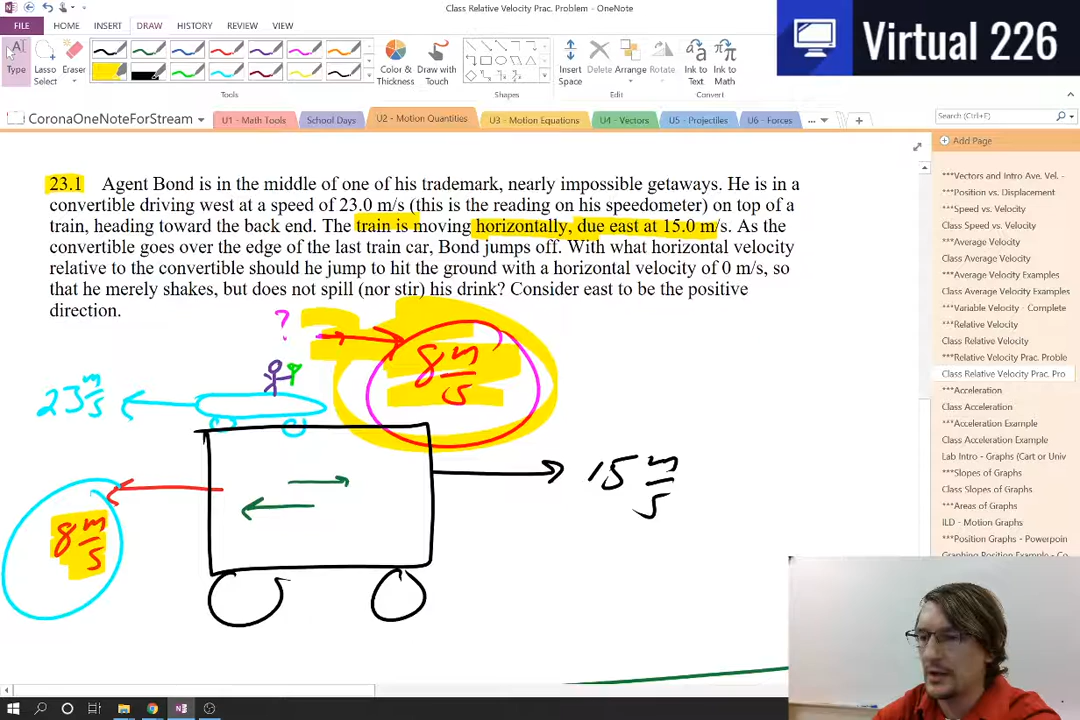 Class Relative Velocity Prac. Problem - OneNote
FILE HOME INSERT DRAW HISTORY REVIEW VIEW
Virtual 226
Type
Lasso Select
Eraser
Color & Thickness
Draw with Touch
Insert Space
Delete
Arrange
Rotate
Ink to Text
Ink to Math
Tools
Shapes
Edit
Convert
CoronaOneNoteForStream
U1 - Math Tools
School Days
U2 - Motion Quantities
U3 - Motion Equations
U4 - Vectors
U5 - Projectiles
U6 - Forces
...
Search (Ctrl+E)
23.1 Agent Bond is in the middle of one of his trademark, nearly impossible getaways. He is in a
convertible driving west at a speed of 23.0 m/s (this is the reading on his speedometer) on top of a
train, heading toward the back end. The train is moving horizontally, due east at 15.0 m/s. As the
convertible goes over the edge of the last train car, Bond jumps off. With what horizontal velocity
relative to the convertible should he jump to hit the ground with a horizontal velocity of 0 m/s, so
that he merely shakes, but does not spill (nor stir) his drink? Consider east to be the positive
direction.
?
8 m/s
23 m/s
15 m/s
8 m/s
Add Page
***Vectors and Intro Ave. Vel. -
***Position vs. Displacement
***Speed vs. Velocity
Class Speed vs. Velocity
***Average Velocity
Class Average Velocity
***Average Velocity Examples
Class Average Velocity Examples
***Variable Velocity - Complete
***Relative Velocity
Class Relative Velocity
***Relative Velocity Prac. Proble
Class Relative Velocity Prac. Pro
***Acceleration
Class Acceleration
***Acceleration Example
Class Acceleration Example
Lab Intro - Graphs (Cart or Univ
***Slopes of Graphs
Class Slopes of Graphs
***Areas of Graphs
ILD - Motion Graphs
***Position Graphs - Powerpoin
Graphing Position Example - Co